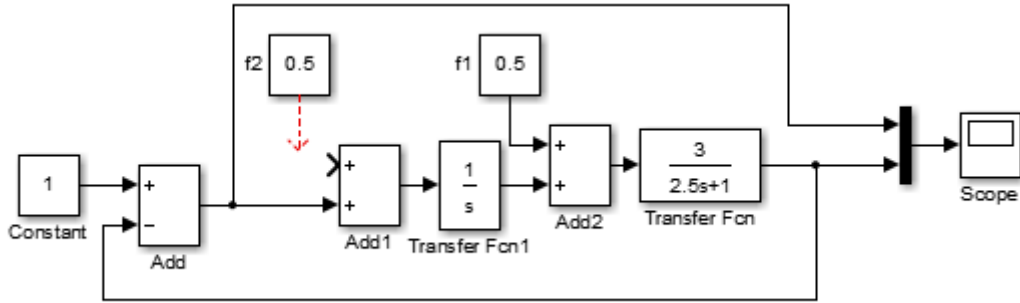 f2
0.5
f1
0.5
1
Constant
+
−
Add
+
+
Add1
1
s
Transfer Fcn1
+
+
Add2
3
2.5s+1
Transfer Fcn
Scope